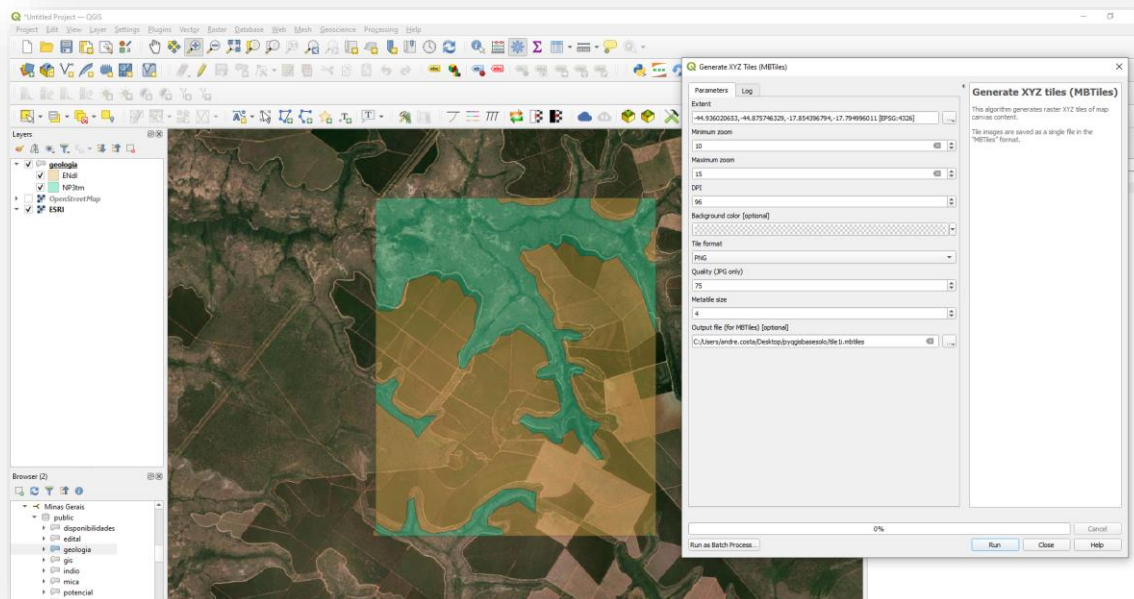 *Untitled Project — QGIS
Project Edit View Layer Settings Plugins Vector Raster Database Web Mesh Geoscience Processing Help
Layers
geologia
ENdl
NP3tm
OpenStreetMap
ESRI
Browser (2)
Minas Gerais
public
disponibilidades
edital
geologia
gis
indio
mica
potencial
Generate XYZ Tiles (MBTiles)
Parameters Log
Extent
-44.936020653,-44.875746329,-17.854396794,-17.794996011 [EPSG:4326]
Minimum zoom
10
Maximum zoom
15
DPI
96
Background color [optional]
Tile format
PNG
Quality (JPG only)
75
Metatile size
4
Output file (for MBTiles) [optional]
C:/Users/andre.costa/Desktop/pyqgisbasesolo/tile1i.mbtiles
Generate XYZ tiles (MBTiles)
This algorithm generates raster XYZ tiles of map
canvas content.
Tile images are saved as a single file in the
"MBTiles" format.
0%
Cancel
Run as Batch Process...
Run Close Help